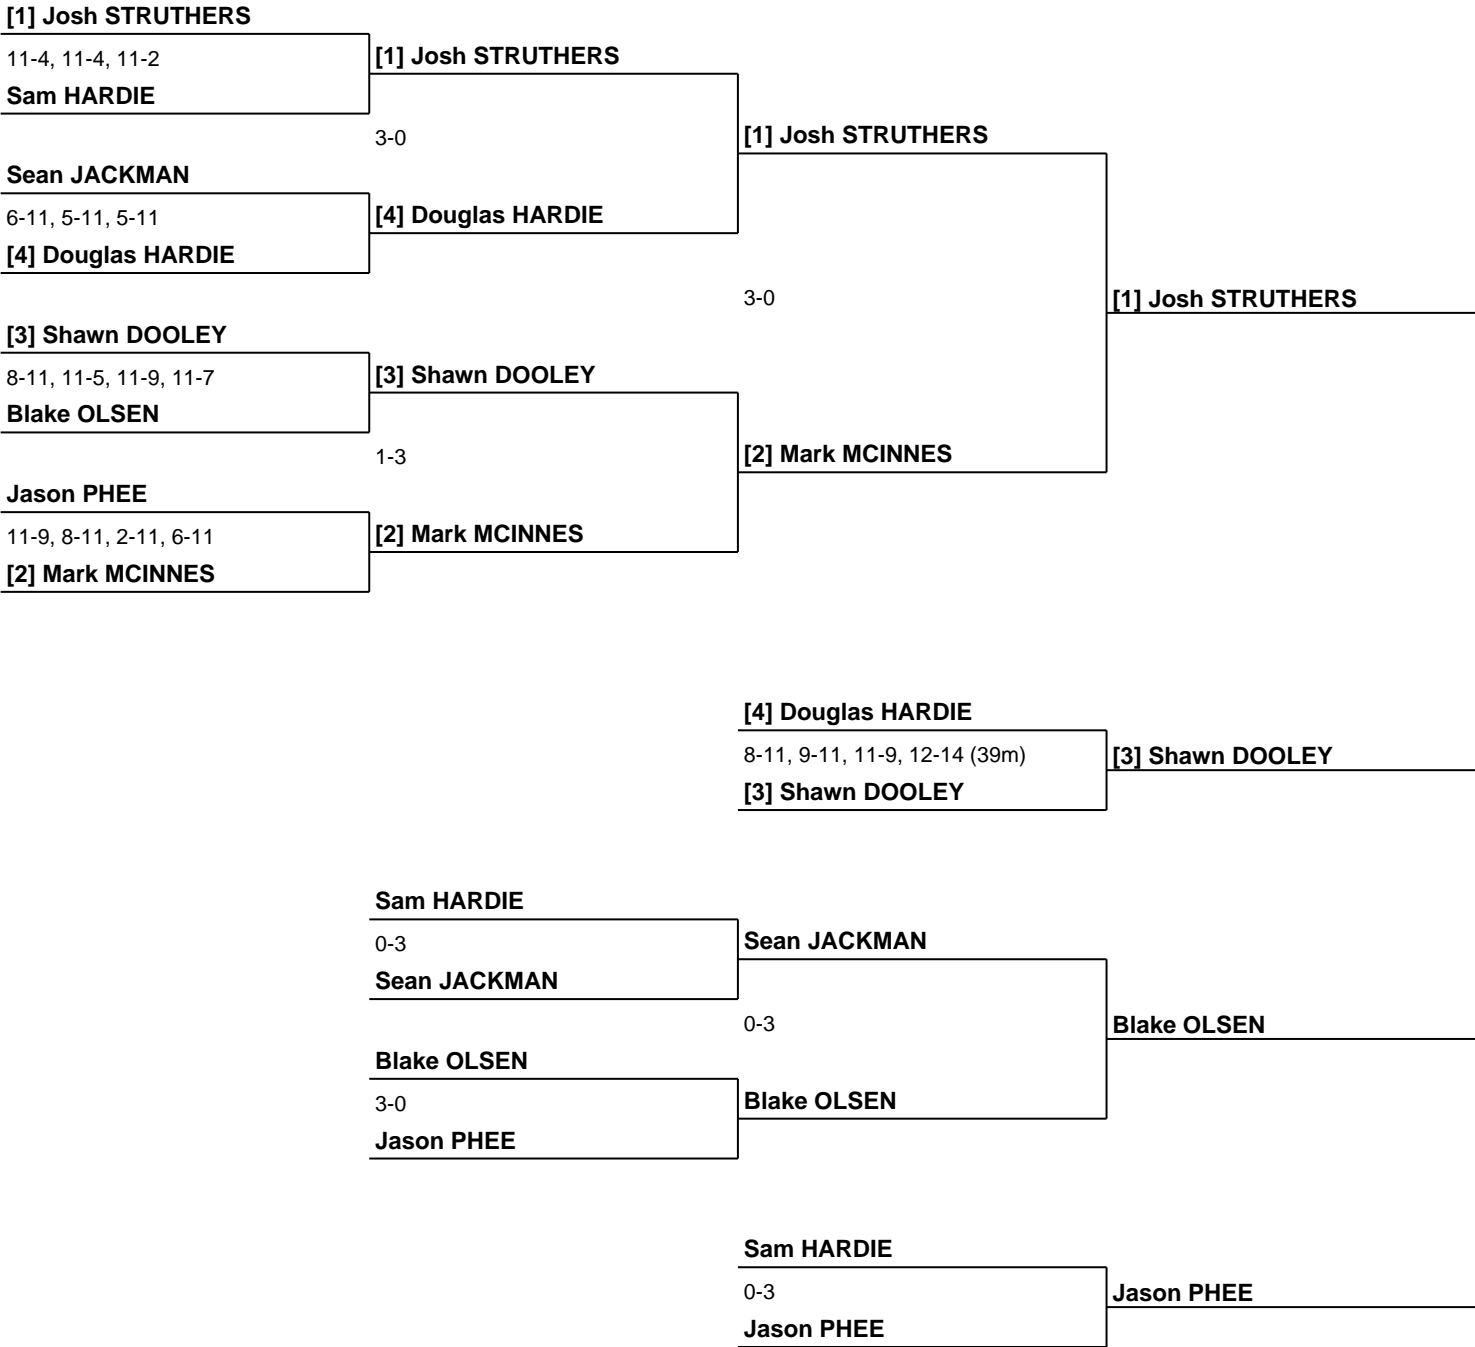 [1] Josh STRUTHERS
11-4, 11-4, 11-2
[1] Josh STRUTHERS
Sam HARDIE
3-0
[1] Josh STRUTHERS
Sean JACKMAN
6-11, 5-11, 5-11
[4] Douglas HARDIE
[4] Douglas HARDIE
3-0
[1] Josh STRUTHERS
[3] Shawn DOOLEY
8-11, 11-5, 11-9, 11-7
[3] Shawn DOOLEY
Blake OLSEN
1-3
[2] Mark MCINNES
Jason PHEE
11-9, 8-11, 2-11, 6-11
[2] Mark MCINNES
[2] Mark MCINNES
[4] Douglas HARDIE
8-11, 9-11, 11-9, 12-14 (39m)
[3] Shawn DOOLEY
[3] Shawn DOOLEY
Sam HARDIE
0-3
Sean JACKMAN
Sean JACKMAN
0-3
Blake OLSEN
Blake OLSEN
3-0
Blake OLSEN
Jason PHEE
Sam HARDIE
0-3
Jason PHEE
Jason PHEE